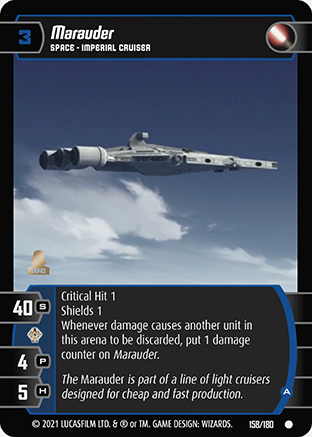 3
Marauder
SPACE - IMPERIAL CRUISER
40 S
4 P
5 H
Critical Hit 1
Shields 1
Whenever damage causes another unit in
this arena to be discarded, put 1 damage
counter on Marauder.
The Marauder is part of a line of light cruisers
designed for cheap and fast production.
A
© 2021 LUCASFILM LTD. & ® or TM. GAME DESIGN: WIZARDS. 158/180